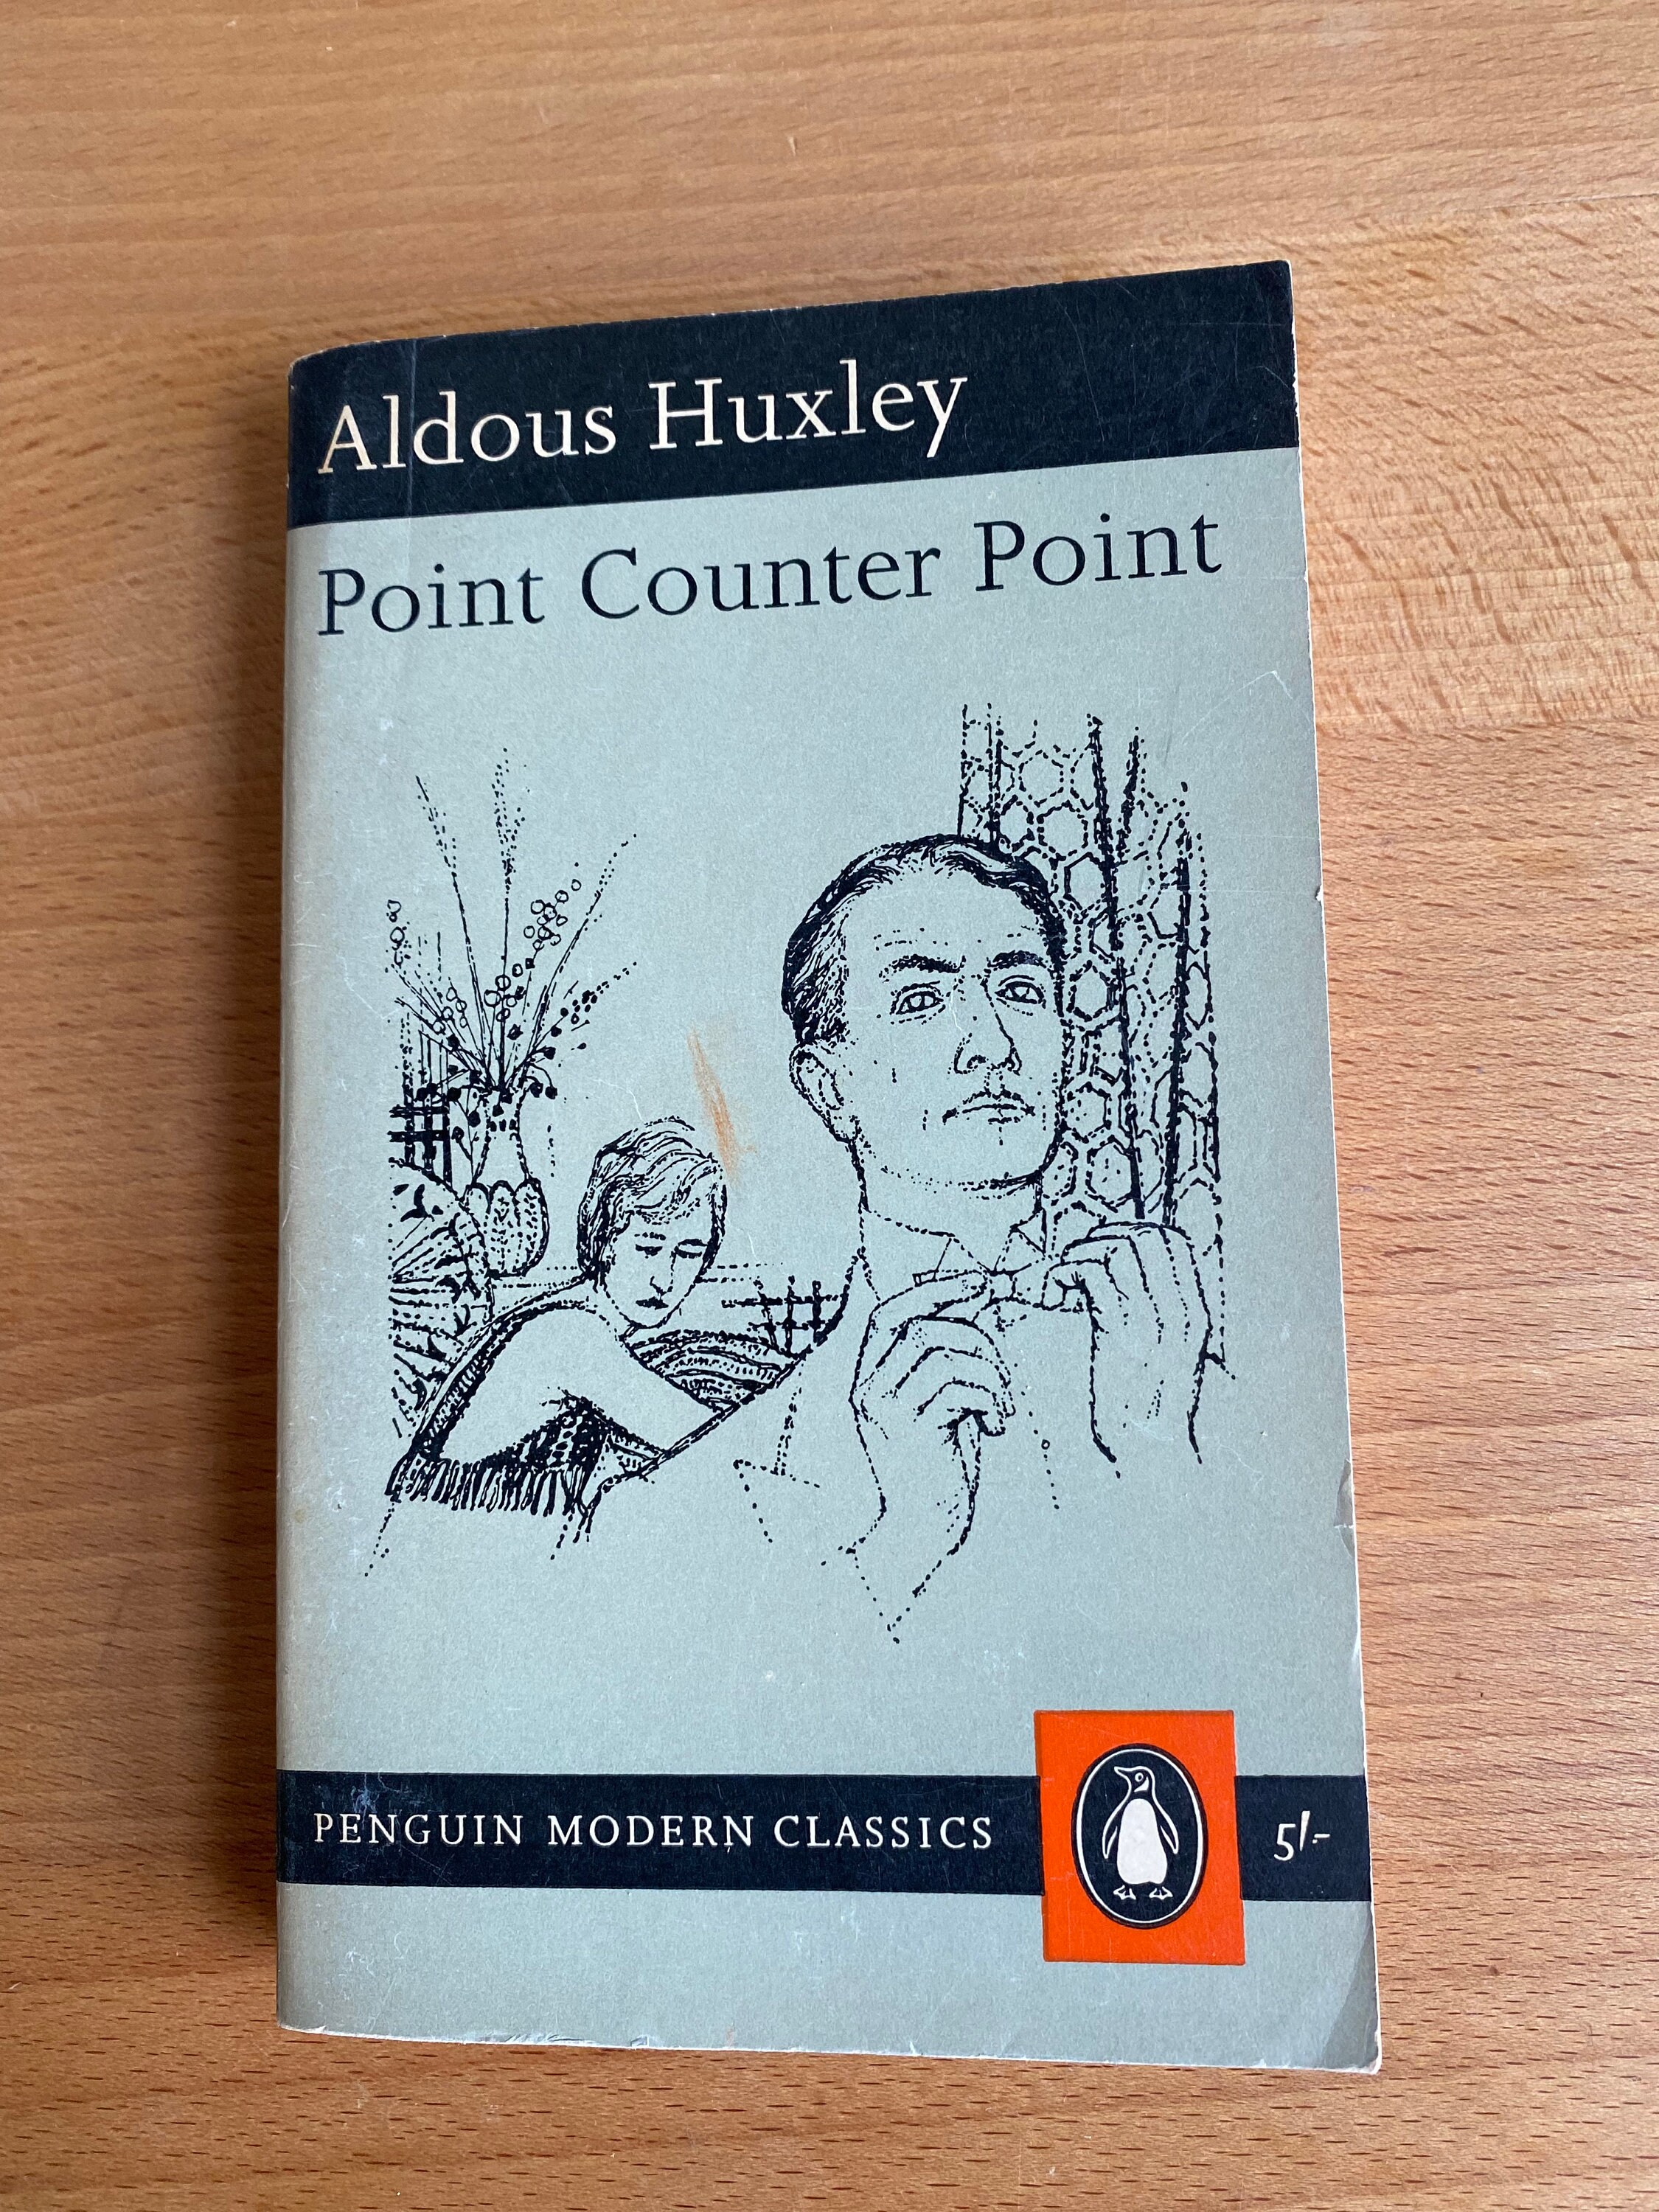 Aldous Huxley
Point Counter Point
PENGUIN MODERN CLASSICS
5/-